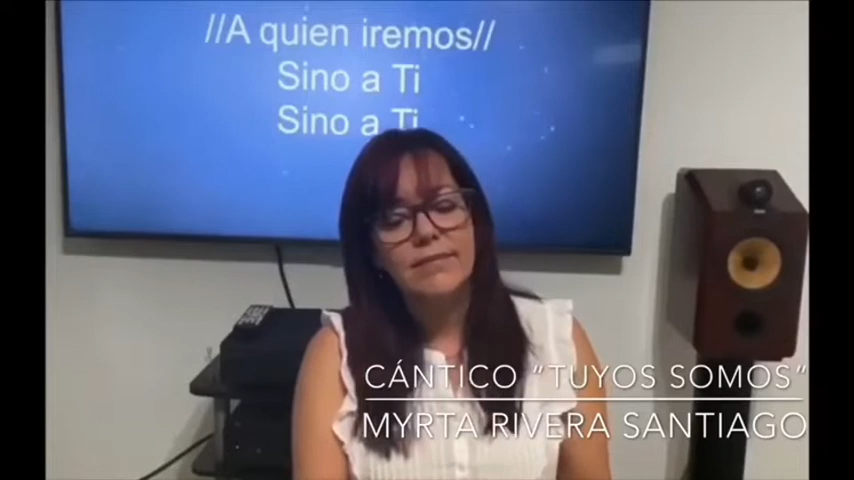 //A quien iremos//
Sino a Ti
Sino a Ti
CÁNTICO “TUYOS SOMOS”
MYRTA RIVERA SANTIAGO